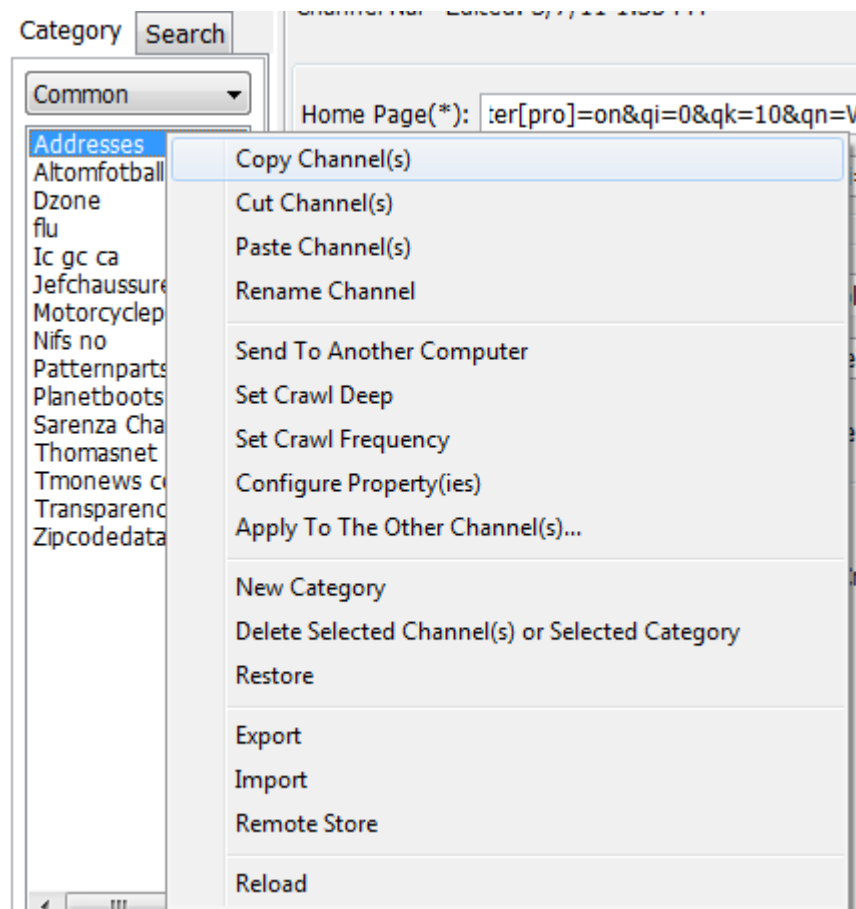 Category Search
Common
Home Page(*): ter[pro]=on&qi=0&qk=10&qn=
Addresses
Altomfotball
Dzone
flu
Ic gc ca
Jefchaussure
Motorcyclep
Nifs no
Patternparts
Planetboots
Sarenza Cha
Thomasnet
Tmonews c
Transparenc
Zipcodedata
Copy Channel(s)
Cut Channel(s)
Paste Channel(s)
Rename Channel
Send To Another Computer
Set Crawl Deep
Set Crawl Frequency
Configure Property(ies)
Apply To The Other Channel(s)...
New Category
Delete Selected Channel(s) or Selected Category
Restore
Export
Import
Remote Store
Reload